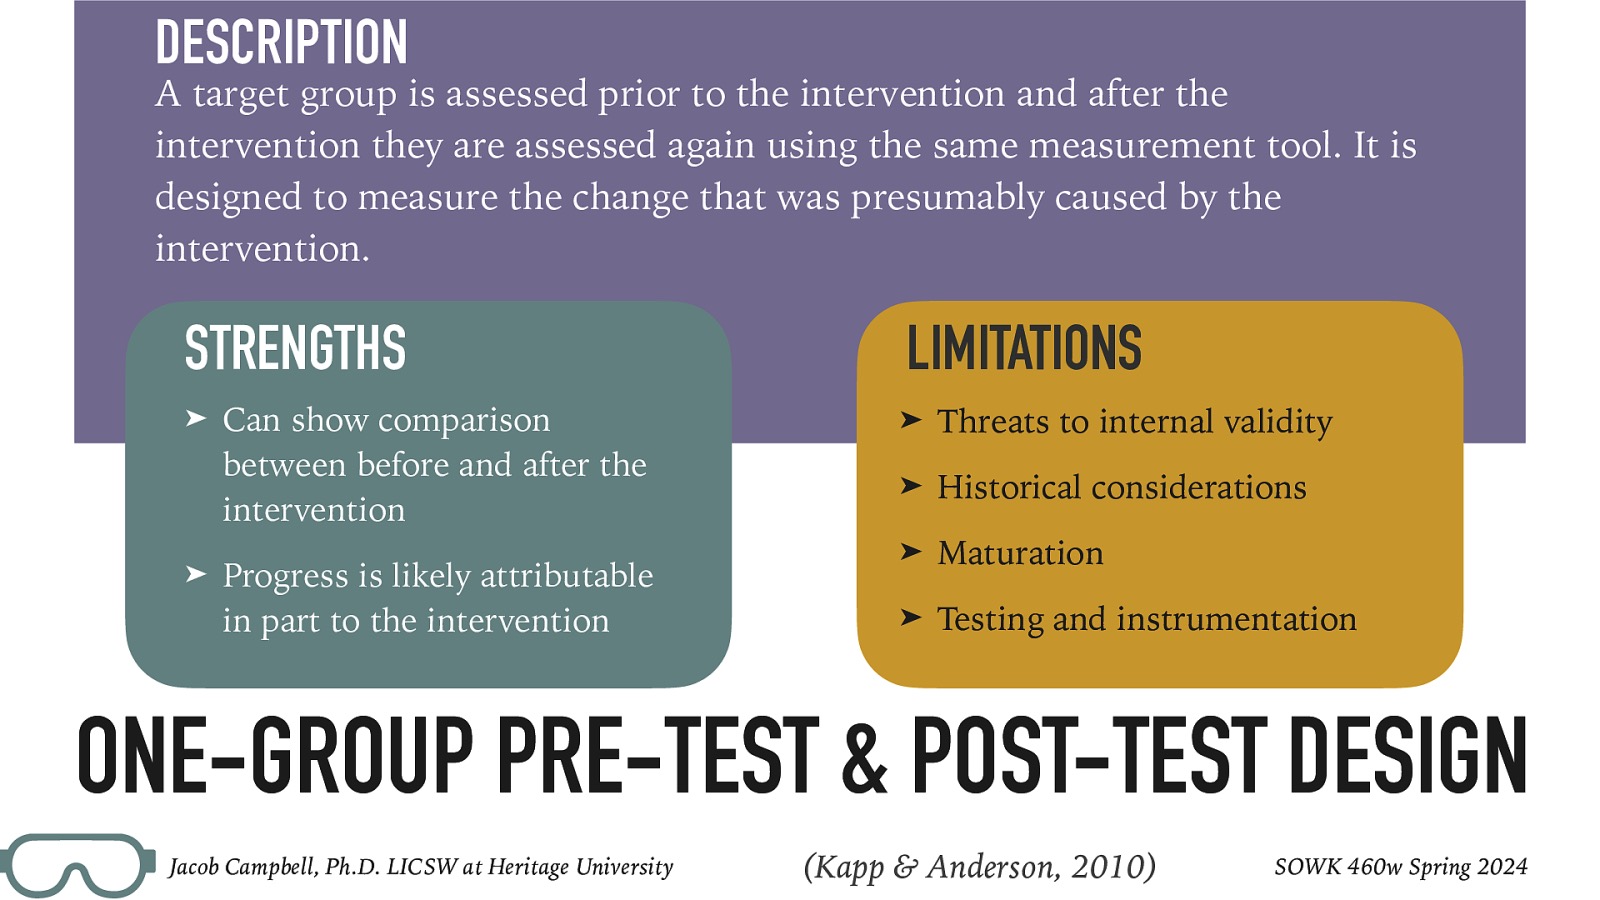 DESCRIPTION
A target group is assessed prior to the intervention and after the
intervention they are assessed again using the same measurement tool. It is
designed to measure the change that was presumably caused by the
intervention.
STRENGTHS
➤ Can show comparison
between before and after the
intervention
➤ Progress is likely attributable
in part to the intervention
LIMITATIONS
➤ Threats to internal validity
➤ Historical considerations
➤ Maturation
➤ Testing and instrumentation
ONE-GROUP PRE-TEST & POST-TEST DESIGN
Jacob Campbell, Ph.D. LICSW at Heritage University
(Kapp & Anderson, 2010)
SOWK 460w Spring 2024